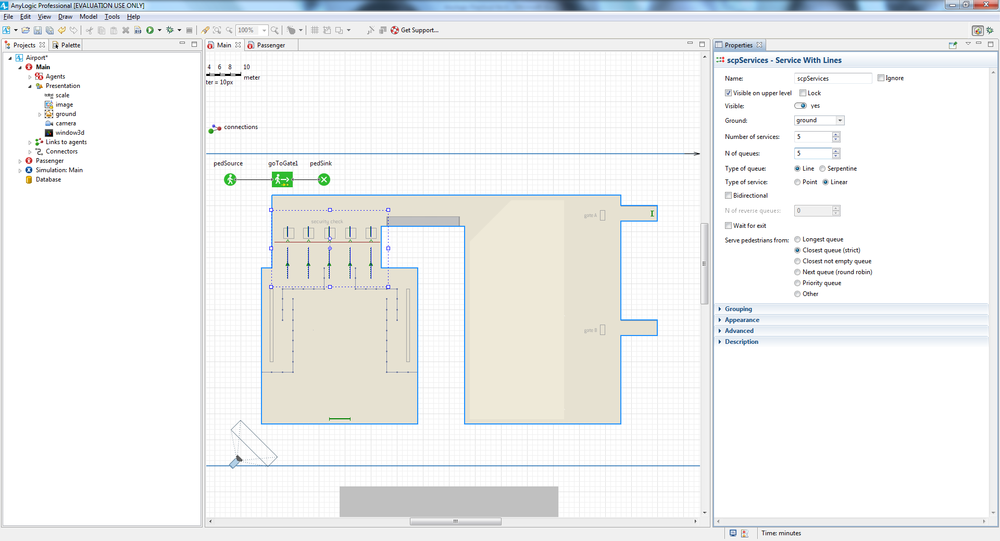 AnyLogic Professional [EVALUATION USE ONLY]
File Edit View Draw Model Tools Help
100% Get Support...
Projects Palette
Airport*
Main
Agents
Presentation
scale
image
ground
camera
window3d
Links to agents
Connectors
Passenger
Simulation: Main
Database
Main Passenger
4 6 8 10
meter
ter = 10px
connections
pedSource goToGate1 pedSink
security check
gate A
gate B
Properties
scpServices - Service With Lines
Name: scpServices Ignore
Visible on upper level Lock
Visible: yes
Ground: ground
Number of services: 5
N of queues: 5
Type of queue: Line Serpentine
Type of service: Point Linear
Bidirectional
N of reverse queues: 0
Wait for exit
Serve pedestrians from: Longest queue
Closest queue (strict)
Closest not empty queue
Next queue (round robin)
Priority queue
Other
Grouping
Appearance
Advanced
Description
Time: minutes